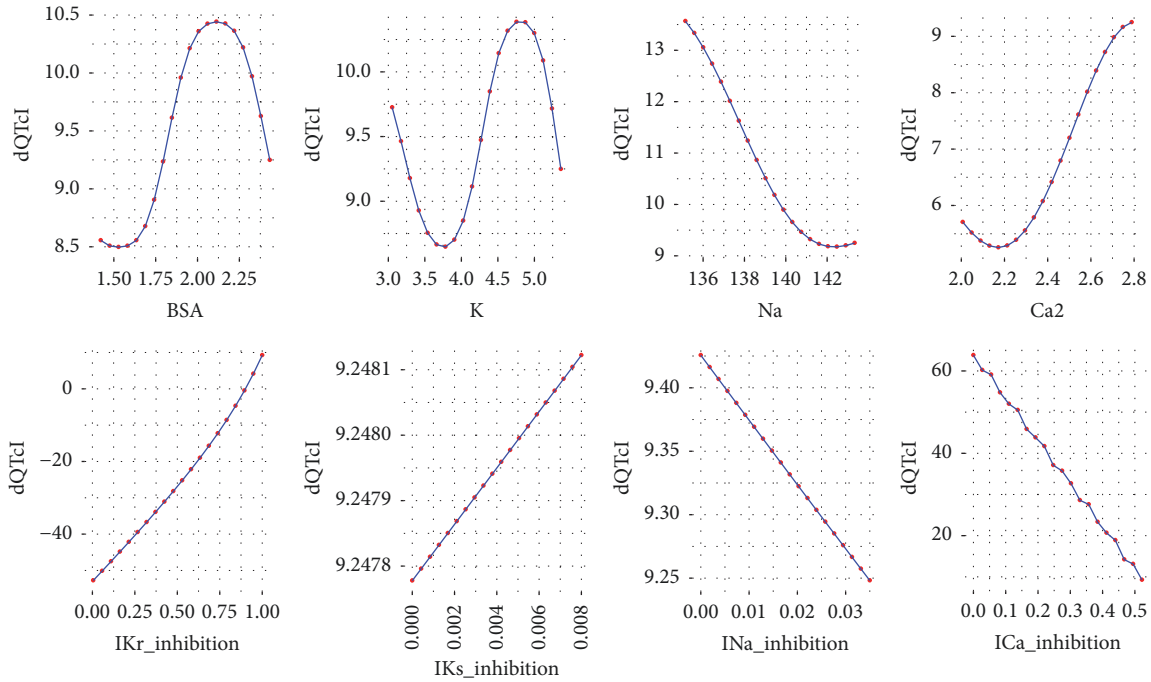 dQTcI
10.5
10.0
9.5
9.0
8.5
1.50 1.75 2.00 2.25
BSA
dQTcI
10.0
9.5
9.0
3.0 3.5 4.0 4.5 5.0
K
dQTcI
13
12
11
10
9
136 138 140 142
Na
dQTcI
9
8
7
6
2.0 2.2 2.4 2.6 2.8
Ca2
dQTcI
0
−20
−40
0.00 0.25 0.50 0.75 1.00
IKr_inhibition
dQTcI
9.2481
9.2480
9.2479
9.2478
0.000 0.002 0.004 0.006 0.008
IKs_inhibition
dQTcI
9.40
9.35
9.30
9.25
0.00 0.01 0.02 0.03
INa_inhibition
dQTcI
60
40
20
0.0 0.1 0.2 0.3 0.4 0.5
ICa_inhibition